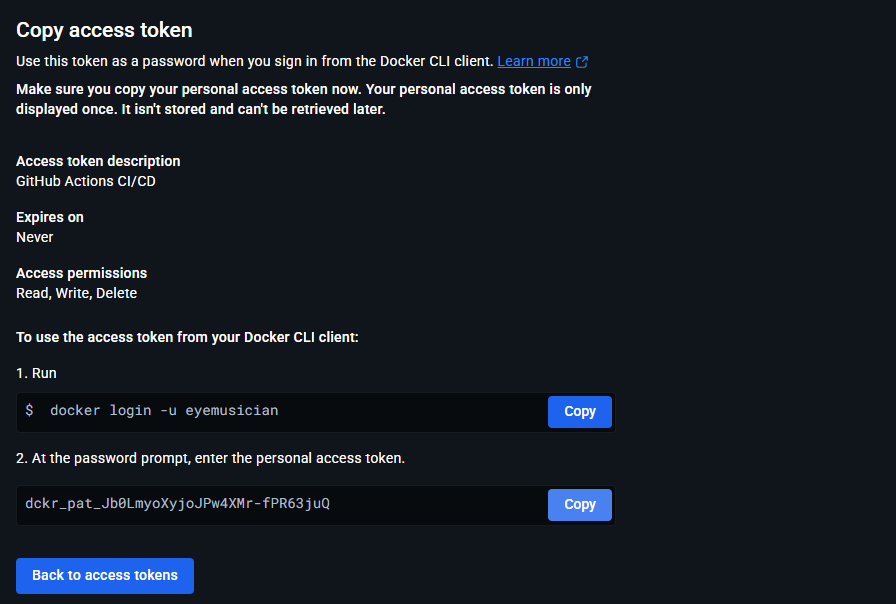 Copy access token
Use this token as a password when you sign in from the Docker CLI client. Learn more
Make sure you copy your personal access token now. Your personal access token is only
displayed once. It isn't stored and can't be retrieved later.
Access token description
GitHub Actions CI/CD
Expires on
Never
Access permissions
Read, Write, Delete
To use the access token from your Docker CLI client:
1. Run
$ docker login -u eyemusician
Copy
2. At the password prompt, enter the personal access token.
dckr_pat_Jb0LmyoXyjoJPw4XMr-fPR63juQ
Copy
Back to access tokens